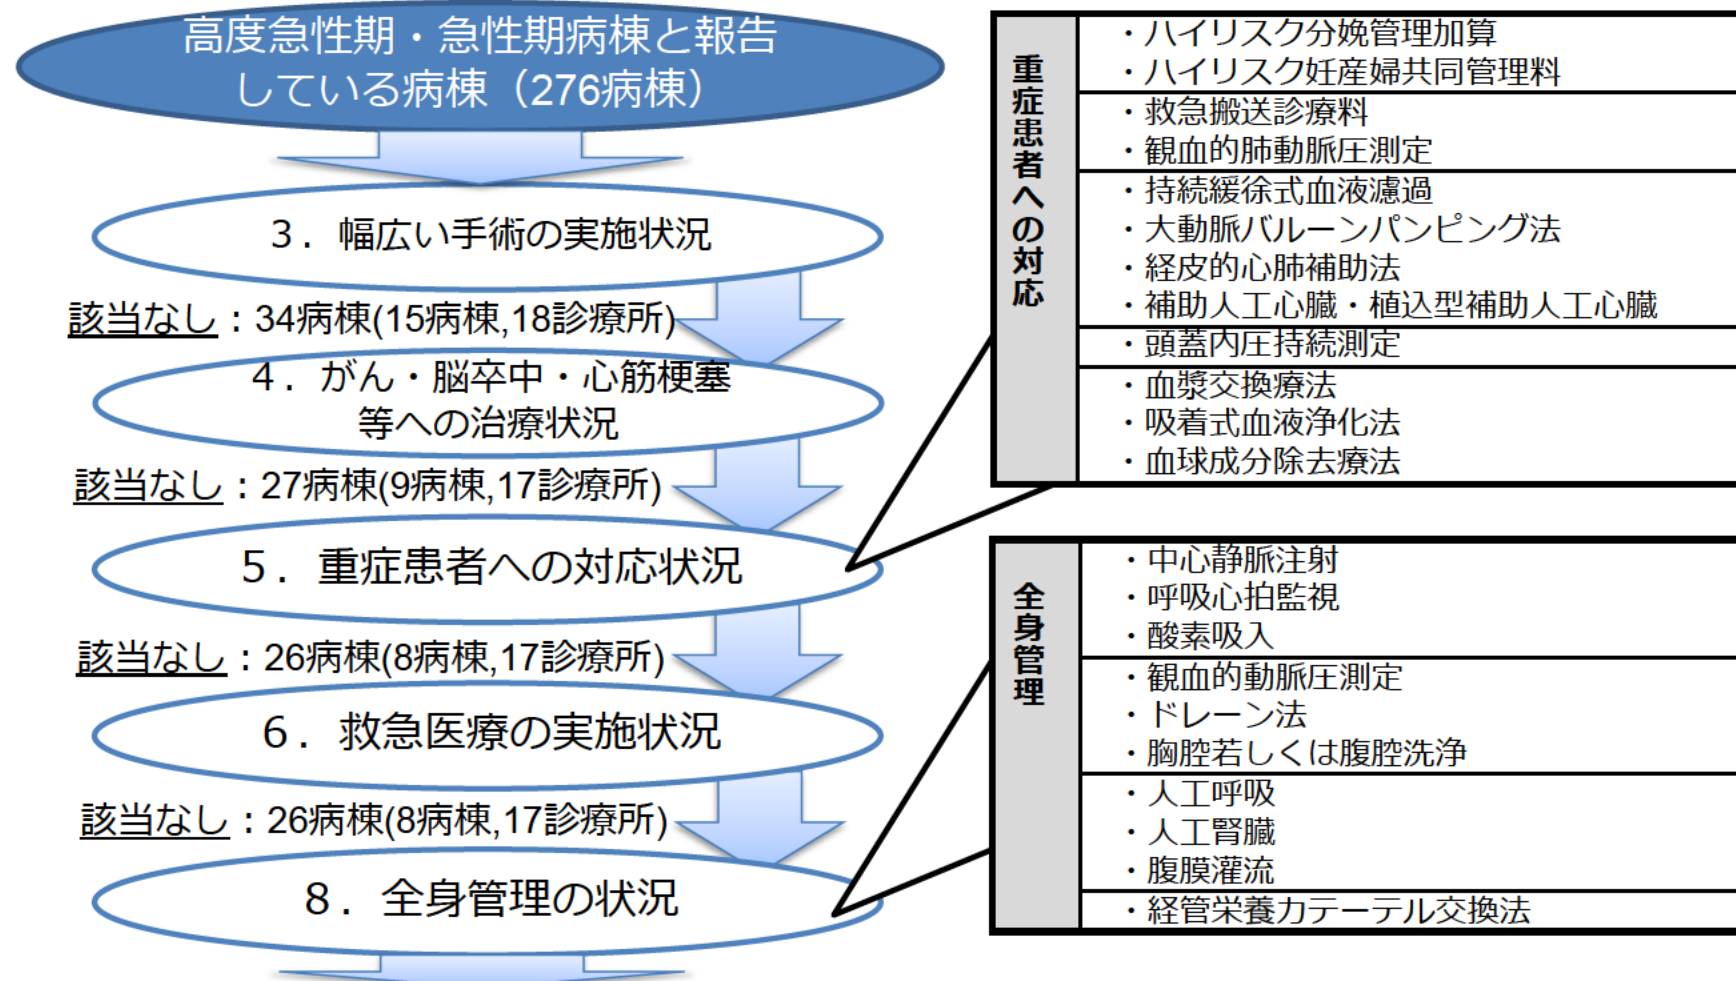 高度急性期・急性期病棟と報告
している病棟（276病棟）
３．幅広い手術の実施状況
該当なし：34病棟(15病棟,18診療所)
４．がん・脳卒中・心筋梗塞
等への治療状況
該当なし：27病棟(9病棟,17診療所)
５．重症患者への対応状況
該当なし：26病棟(8病棟,17診療所)
６．救急医療の実施状況
該当なし：26病棟(8病棟,17診療所)
８．全身管理の状況
重症患者への対応
・ハイリスク分娩管理加算
・ハイリスク妊産婦共同管理料
・救急搬送診療料
・観血的肺動脈圧測定
・持続緩徐式血液濾過
・大動脈バルーンパンピング法
・経皮的心肺補助法
・補助人工心臓・植込型補助人工心臓
・頭蓋内圧持続測定
・血漿交換療法
・吸着式血液浄化法
・血球成分除去療法
全身管理
・中心静脈注射
・呼吸心拍監視
・酸素吸入
・観血的動脈圧測定
・ドレーン法
・胸腔若しくは腹腔洗浄
・人工呼吸
・人工腎臓
・腹膜灌流
・経管栄養カテーテル交換法